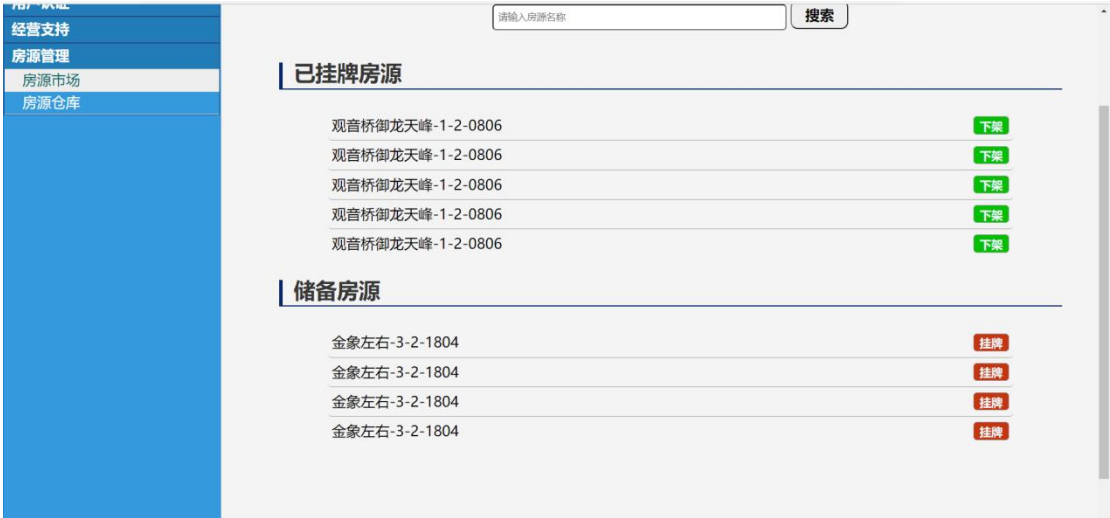 用户认证
经营支持
房源管理
房源市场
房源仓库
请输入房源名称 搜索
已挂牌房源
观音桥御龙天峰-1-2-0806 下架
观音桥御龙天峰-1-2-0806 下架
观音桥御龙天峰-1-2-0806 下架
观音桥御龙天峰-1-2-0806 下架
观音桥御龙天峰-1-2-0806 下架
储备房源
金象左右-3-2-1804 挂牌
金象左右-3-2-1804 挂牌
金象左右-3-2-1804 挂牌
金象左右-3-2-1804 挂牌